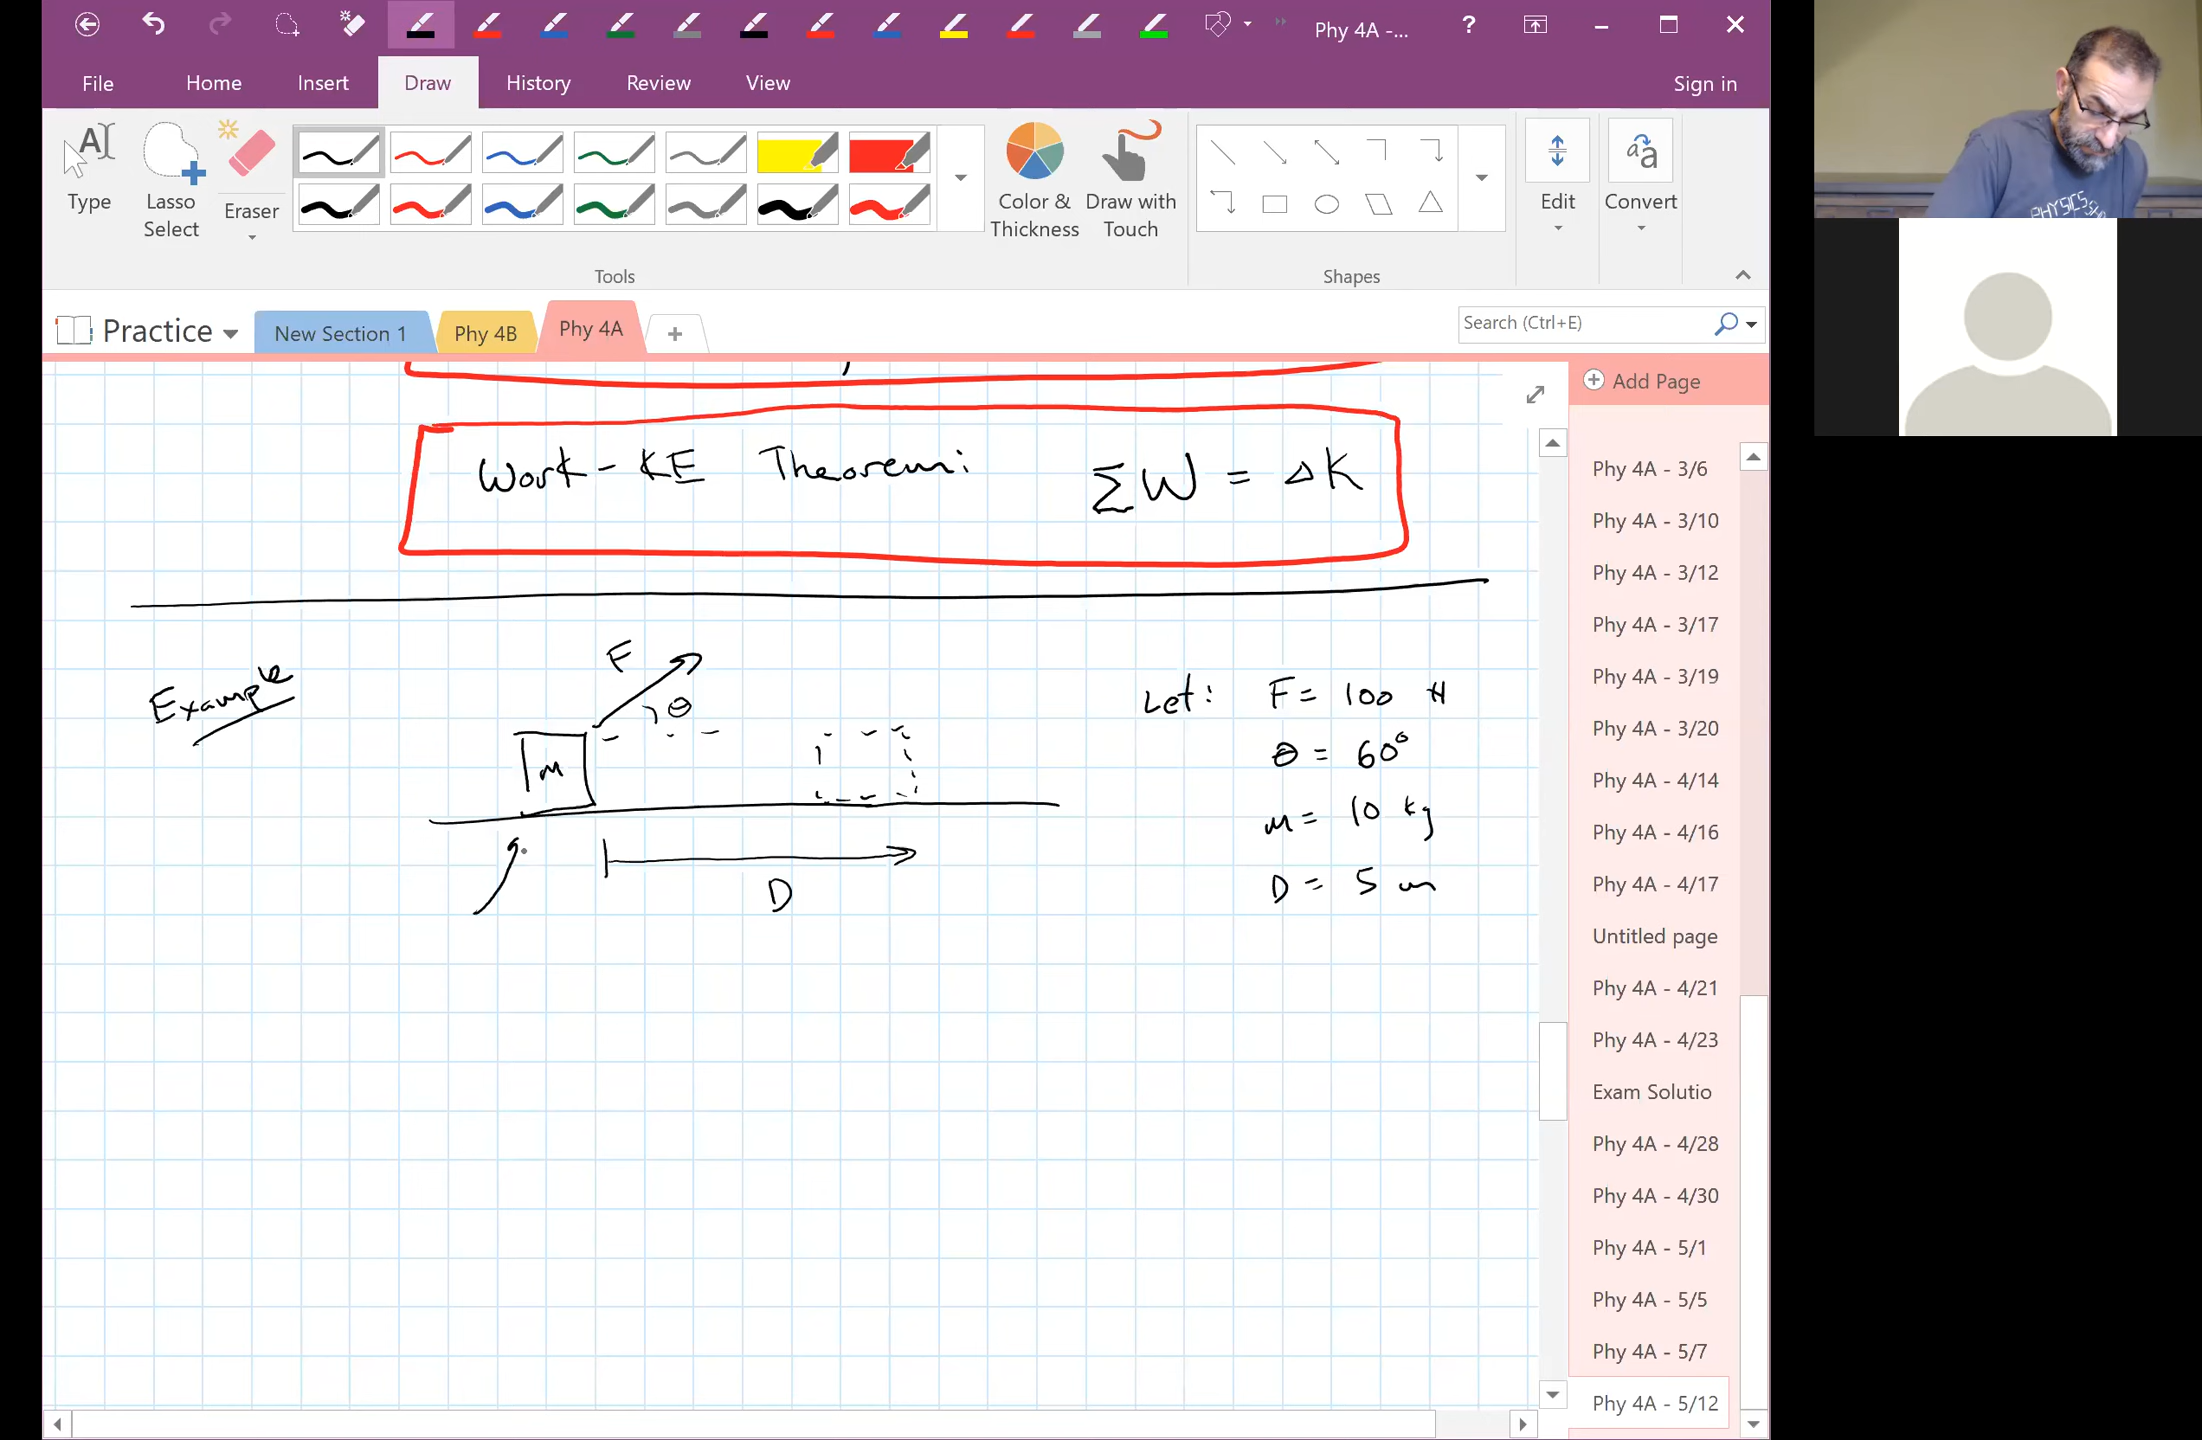 Phy 4A -...
?
File Home Insert Draw History Review View Sign in
Type
Lasso Select
Eraser
Color & Thickness
Draw with Touch
Edit
Convert
Tools
Shapes
Practice
New Section 1
Phy 4B
Phy 4A
Search (Ctrl+E)
Add Page
Work-KE Theorem: ΣW = ΔK
Example
F
θ
M
D
Let: F = 100 N
θ = 60°
m = 10 kg
D = 5 m
Phy 4A - 3/6
Phy 4A - 3/10
Phy 4A - 3/12
Phy 4A - 3/17
Phy 4A - 3/19
Phy 4A - 3/20
Phy 4A - 4/14
Phy 4A - 4/16
Phy 4A - 4/17
Untitled page
Phy 4A - 4/21
Phy 4A - 4/23
Exam Solutio
Phy 4A - 4/28
Phy 4A - 4/30
Phy 4A - 5/1
Phy 4A - 5/5
Phy 4A - 5/7
Phy 4A - 5/12
PHYSICS